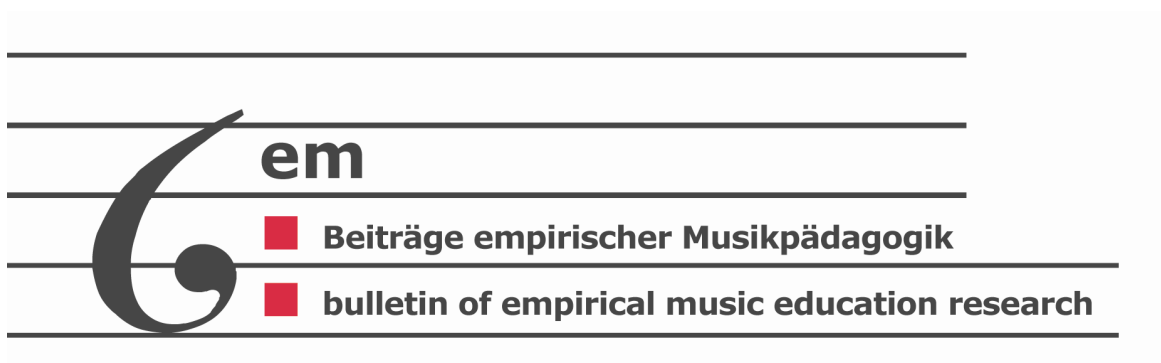 b em
Beiträge empirischer Musikpädagogik
bulletin of empirical music education research